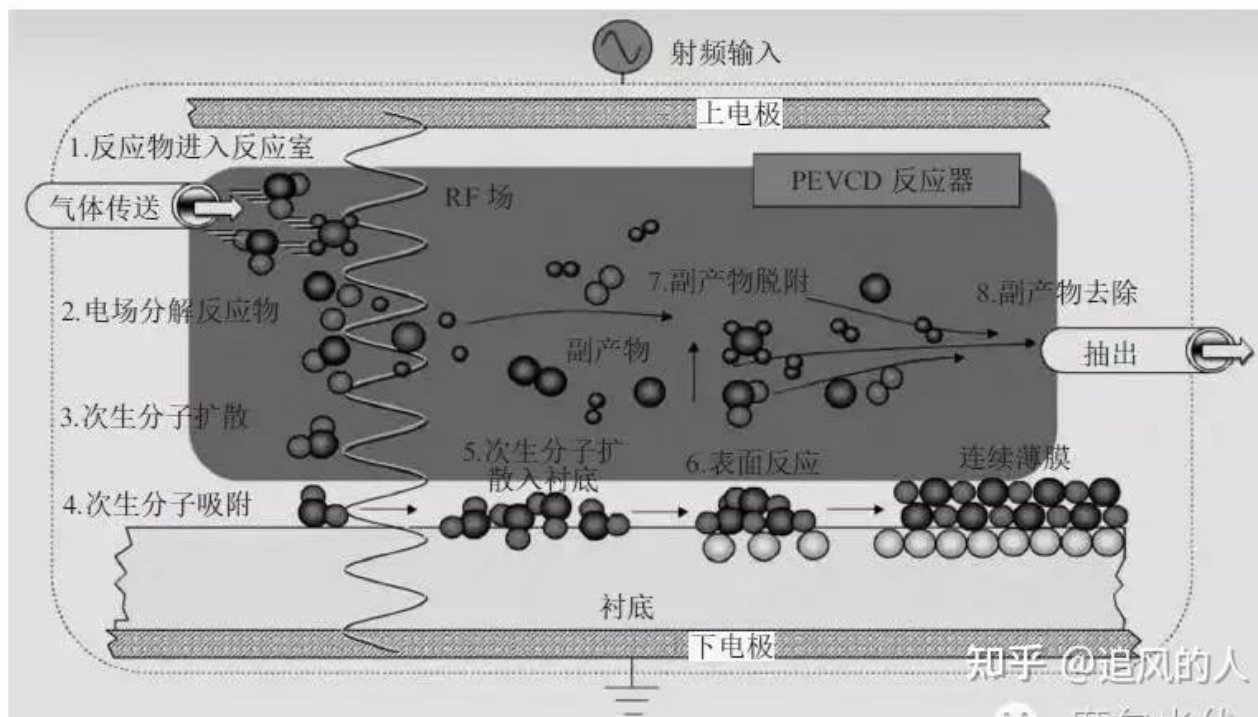 射频输入
上电极
1.反应物进入反应室
PEVCD 反应器
气体传送
RF 场
2.电场分解反应物
7.副产物脱附
8.副产物去除
副产物
抽出
3.次生分子扩散
5.次生分子扩
散入衬底
6.表面反应
连续薄膜
4.次生分子吸附
衬底
下电极
知乎 @追风的人